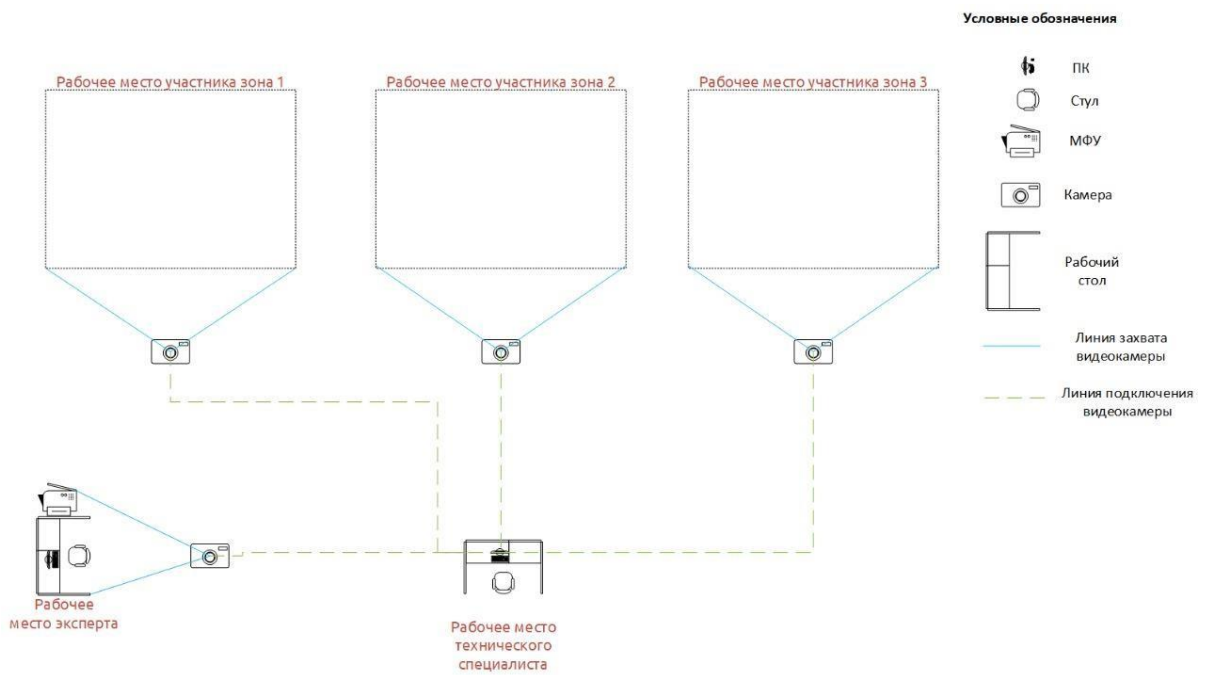 Условные обозначения
Рабочее место участника зона 1
Рабочее место участника зона 2
Рабочее место участника зона 3
ПК
Стул
МФУ
Камера
Рабочий
стол
Линия захвата
видеокамеры
Линия подключения
видеокамеры
Рабочее
место эксперта
Рабочее место
технического
специалиста